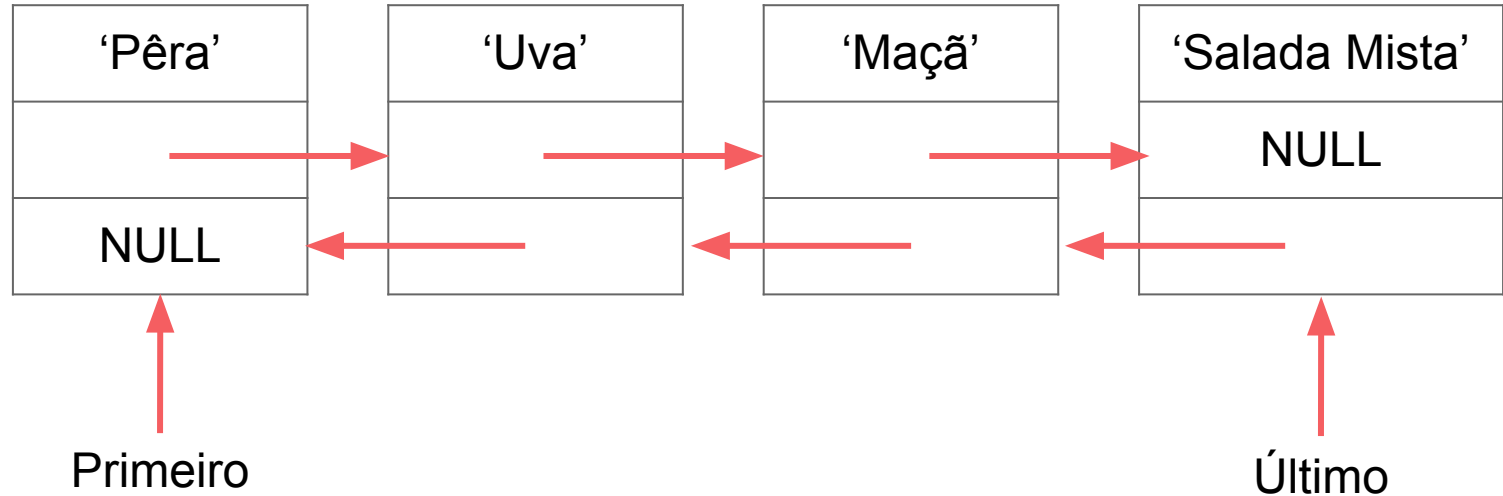 ‘Pêra’ ‘Uva’ ‘Maçã’ ‘Salada Mista’
NULL
NULL
Primeiro Último